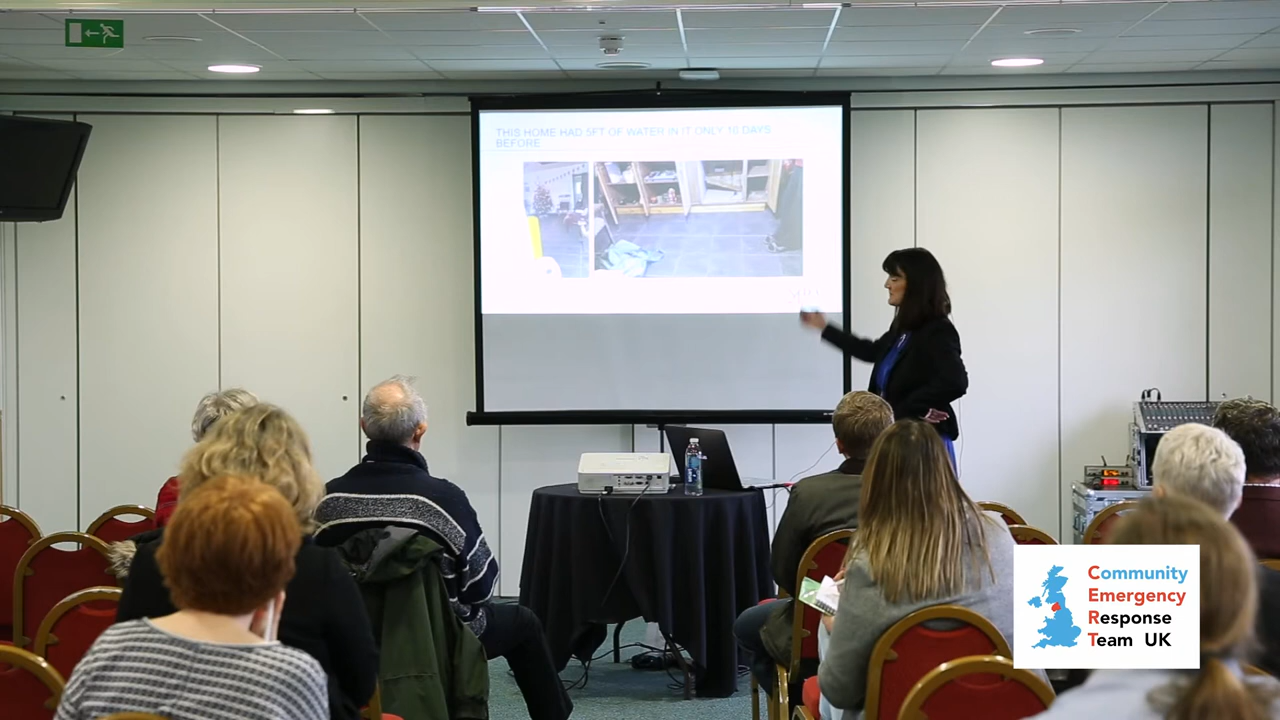 THIS HOME HAD 5FT OF WATER IN IT ONLY 10 DAYS
BEFORE
Community
Emergency
Response
Team UK